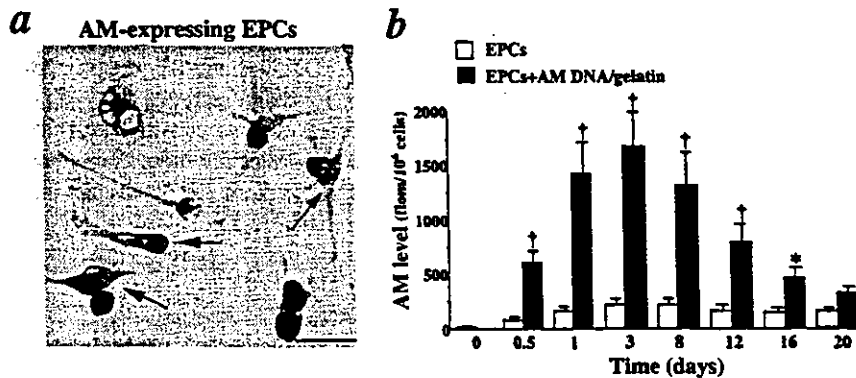 a
AM-expressing EPCs
b
EPCs
EPCs+AM DNA/gelatin
AM level (fmol/10⁶ cells)
2000
1500
1000
500
0
† † † † † *
0 0.5 1 3 8 12 16 20
Time (days)